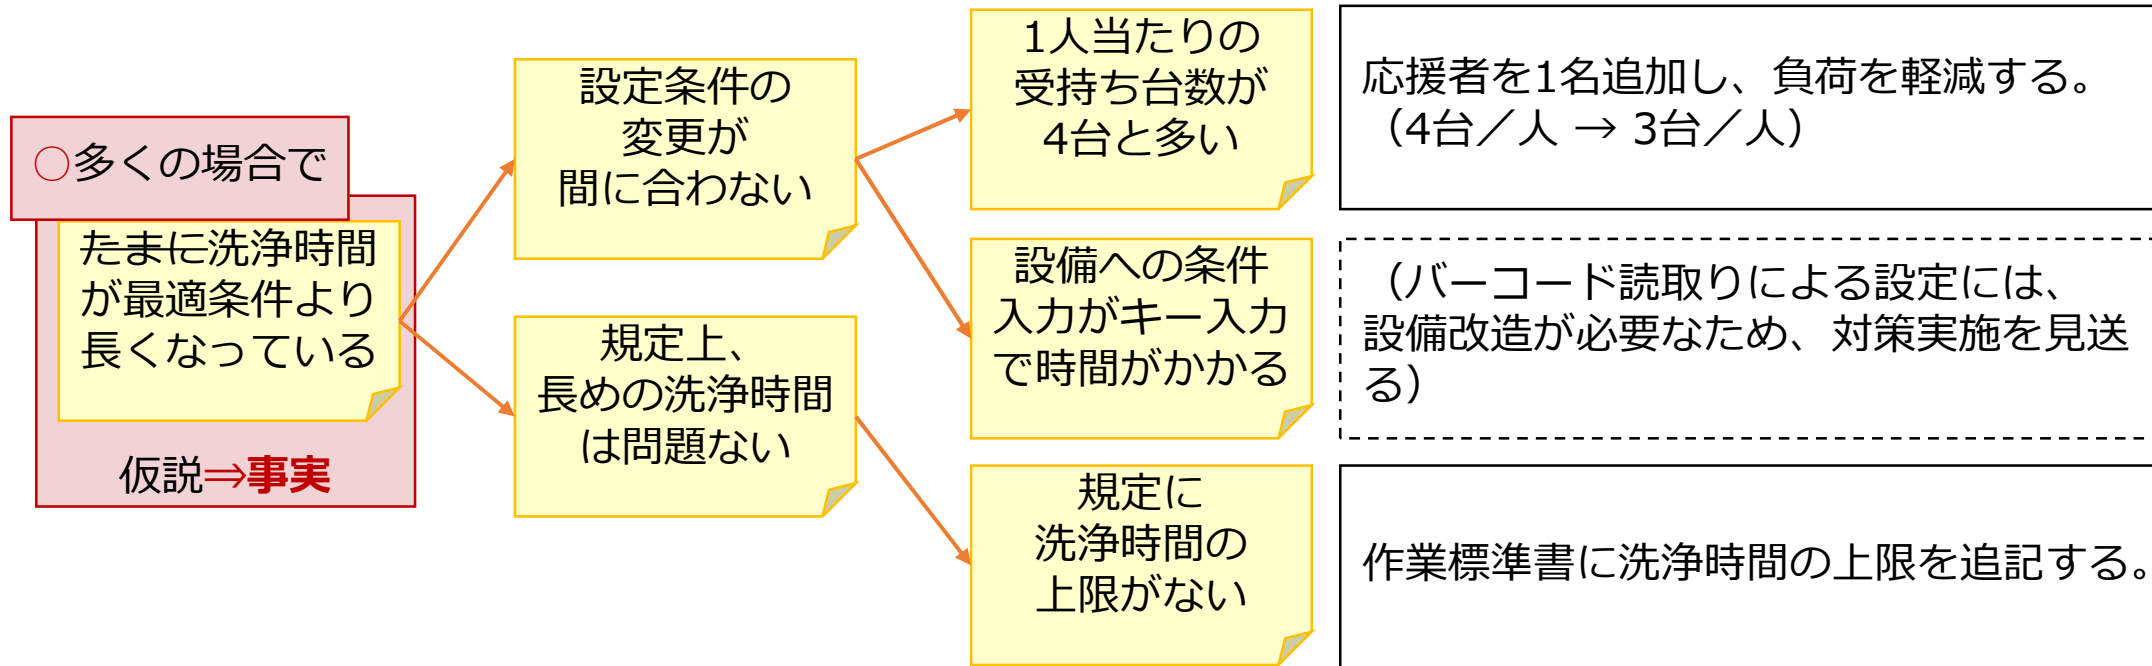 ○多くの場合で
たまに洗浄時間
が最適条件より
長くなっている
仮説⇒事実
設定条件の
変更が
間に合わない
規定上、
長めの洗浄時間
は問題ない
1人当たりの
受持ち台数が
4台と多い
設備への条件
入力がキー入力
で時間がかかる
規定に
洗浄時間の
上限がない
応援者を1名追加し、負荷を軽減する。
（4台／人 → 3台／人）
（バーコード読取りによる設定には、
設備改造が必要なため、対策実施を見送
る）
作業標準書に洗浄時間の上限を追記する。